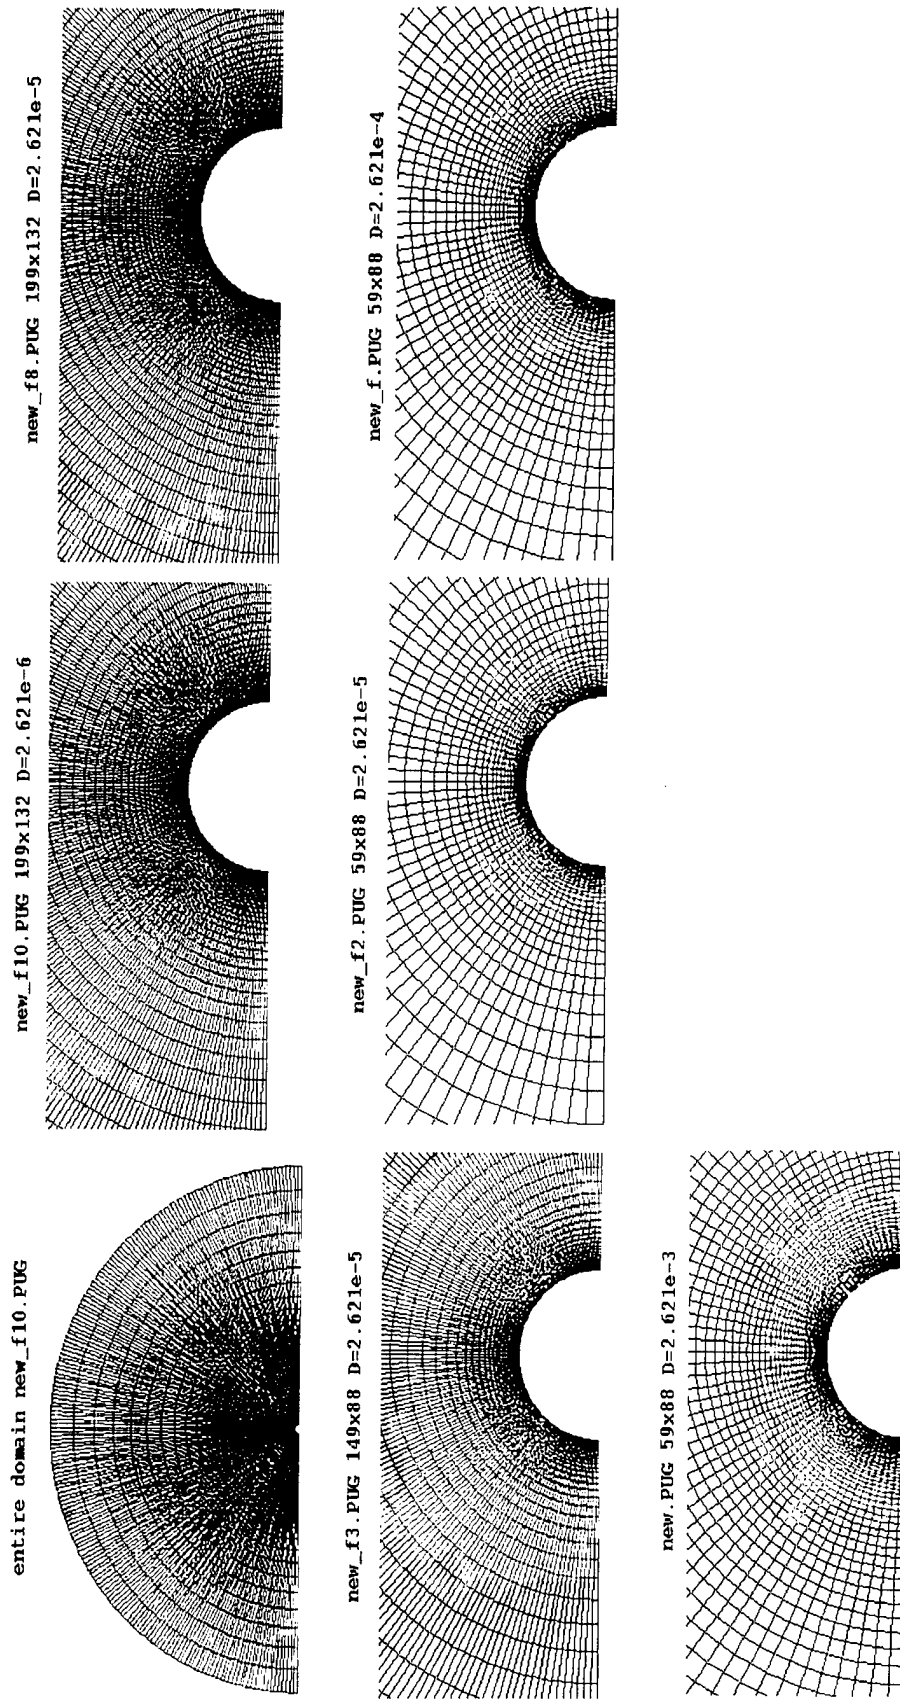 entire domain new_f10.PUG
new_f10.PUG 199x132 D=2.621e-6
new_f8.PUG 199x132 D=2.621e-5
new_f3.PUG 149x88 D=2.621e-5
new_f2.PUG 59x88 D=2.621e-5
new_f.PUG 59x88 D=2.621e-4
new.PUG 59x88 D=2.621e-3